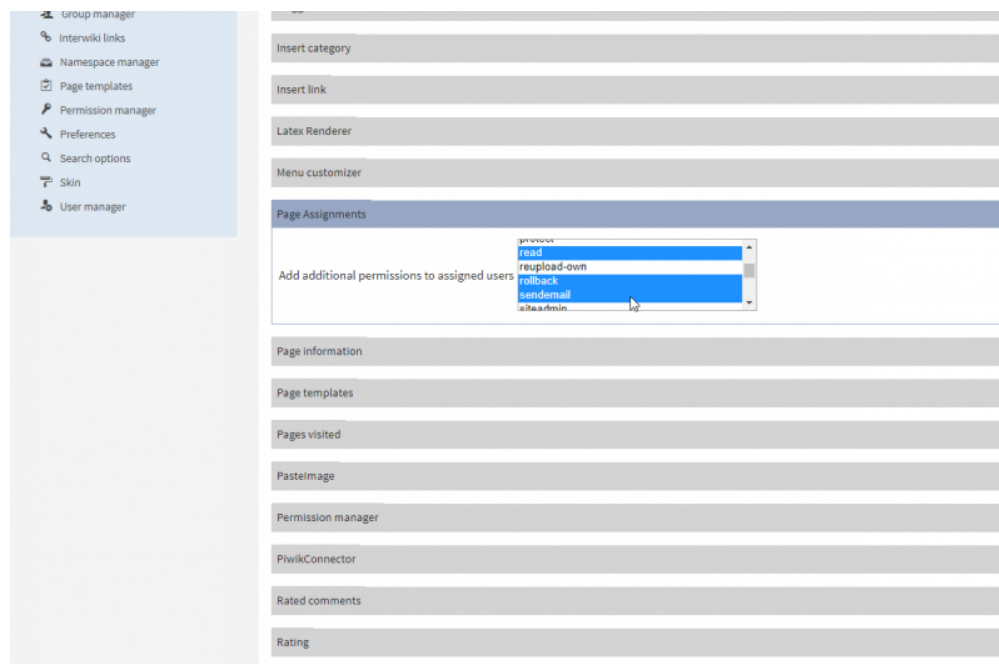 Group manager
Interwiki links
Namespace manager
Page templates
Permission manager
Preferences
Search options
Skin
User manager
Insert category
Insert link
Latex Renderer
Menu customizer
Page Assignments
Add additional permissions to assigned users
protect
read
reupload-own
rollback
sendemail
siteadmin
Page information
Page templates
Pages visited
PasteImage
Permission manager
PiwikConnector
Rated comments
Rating